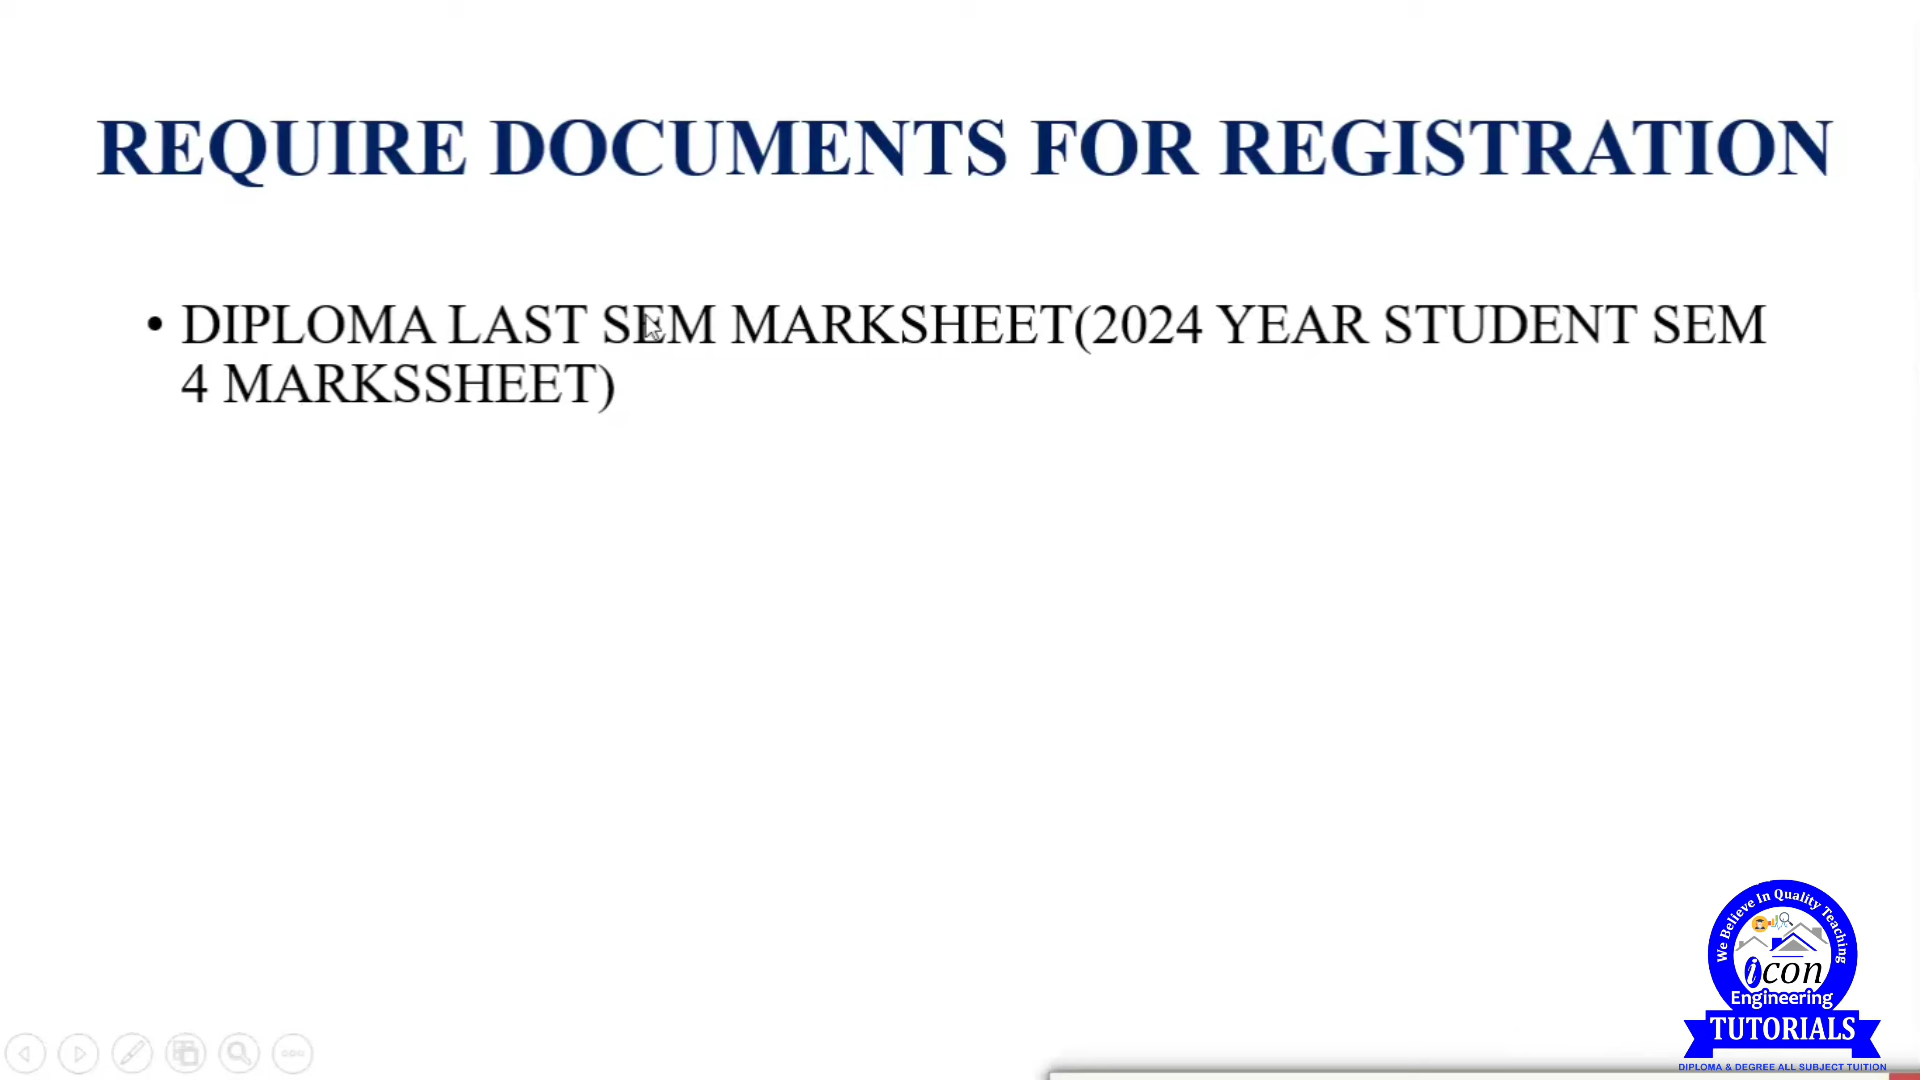 REQUIRE DOCUMENTS FOR REGISTRATION
• DIPLOMA LAST SEM MARKSHEET(2024 YEAR STUDENT SEM
4 MARKSSHEET)
We Believe In Quality Teaching
icon
Engineering
TUTORIALS
DIPLOMA & DEGREE ALL SUBJECT TUITION